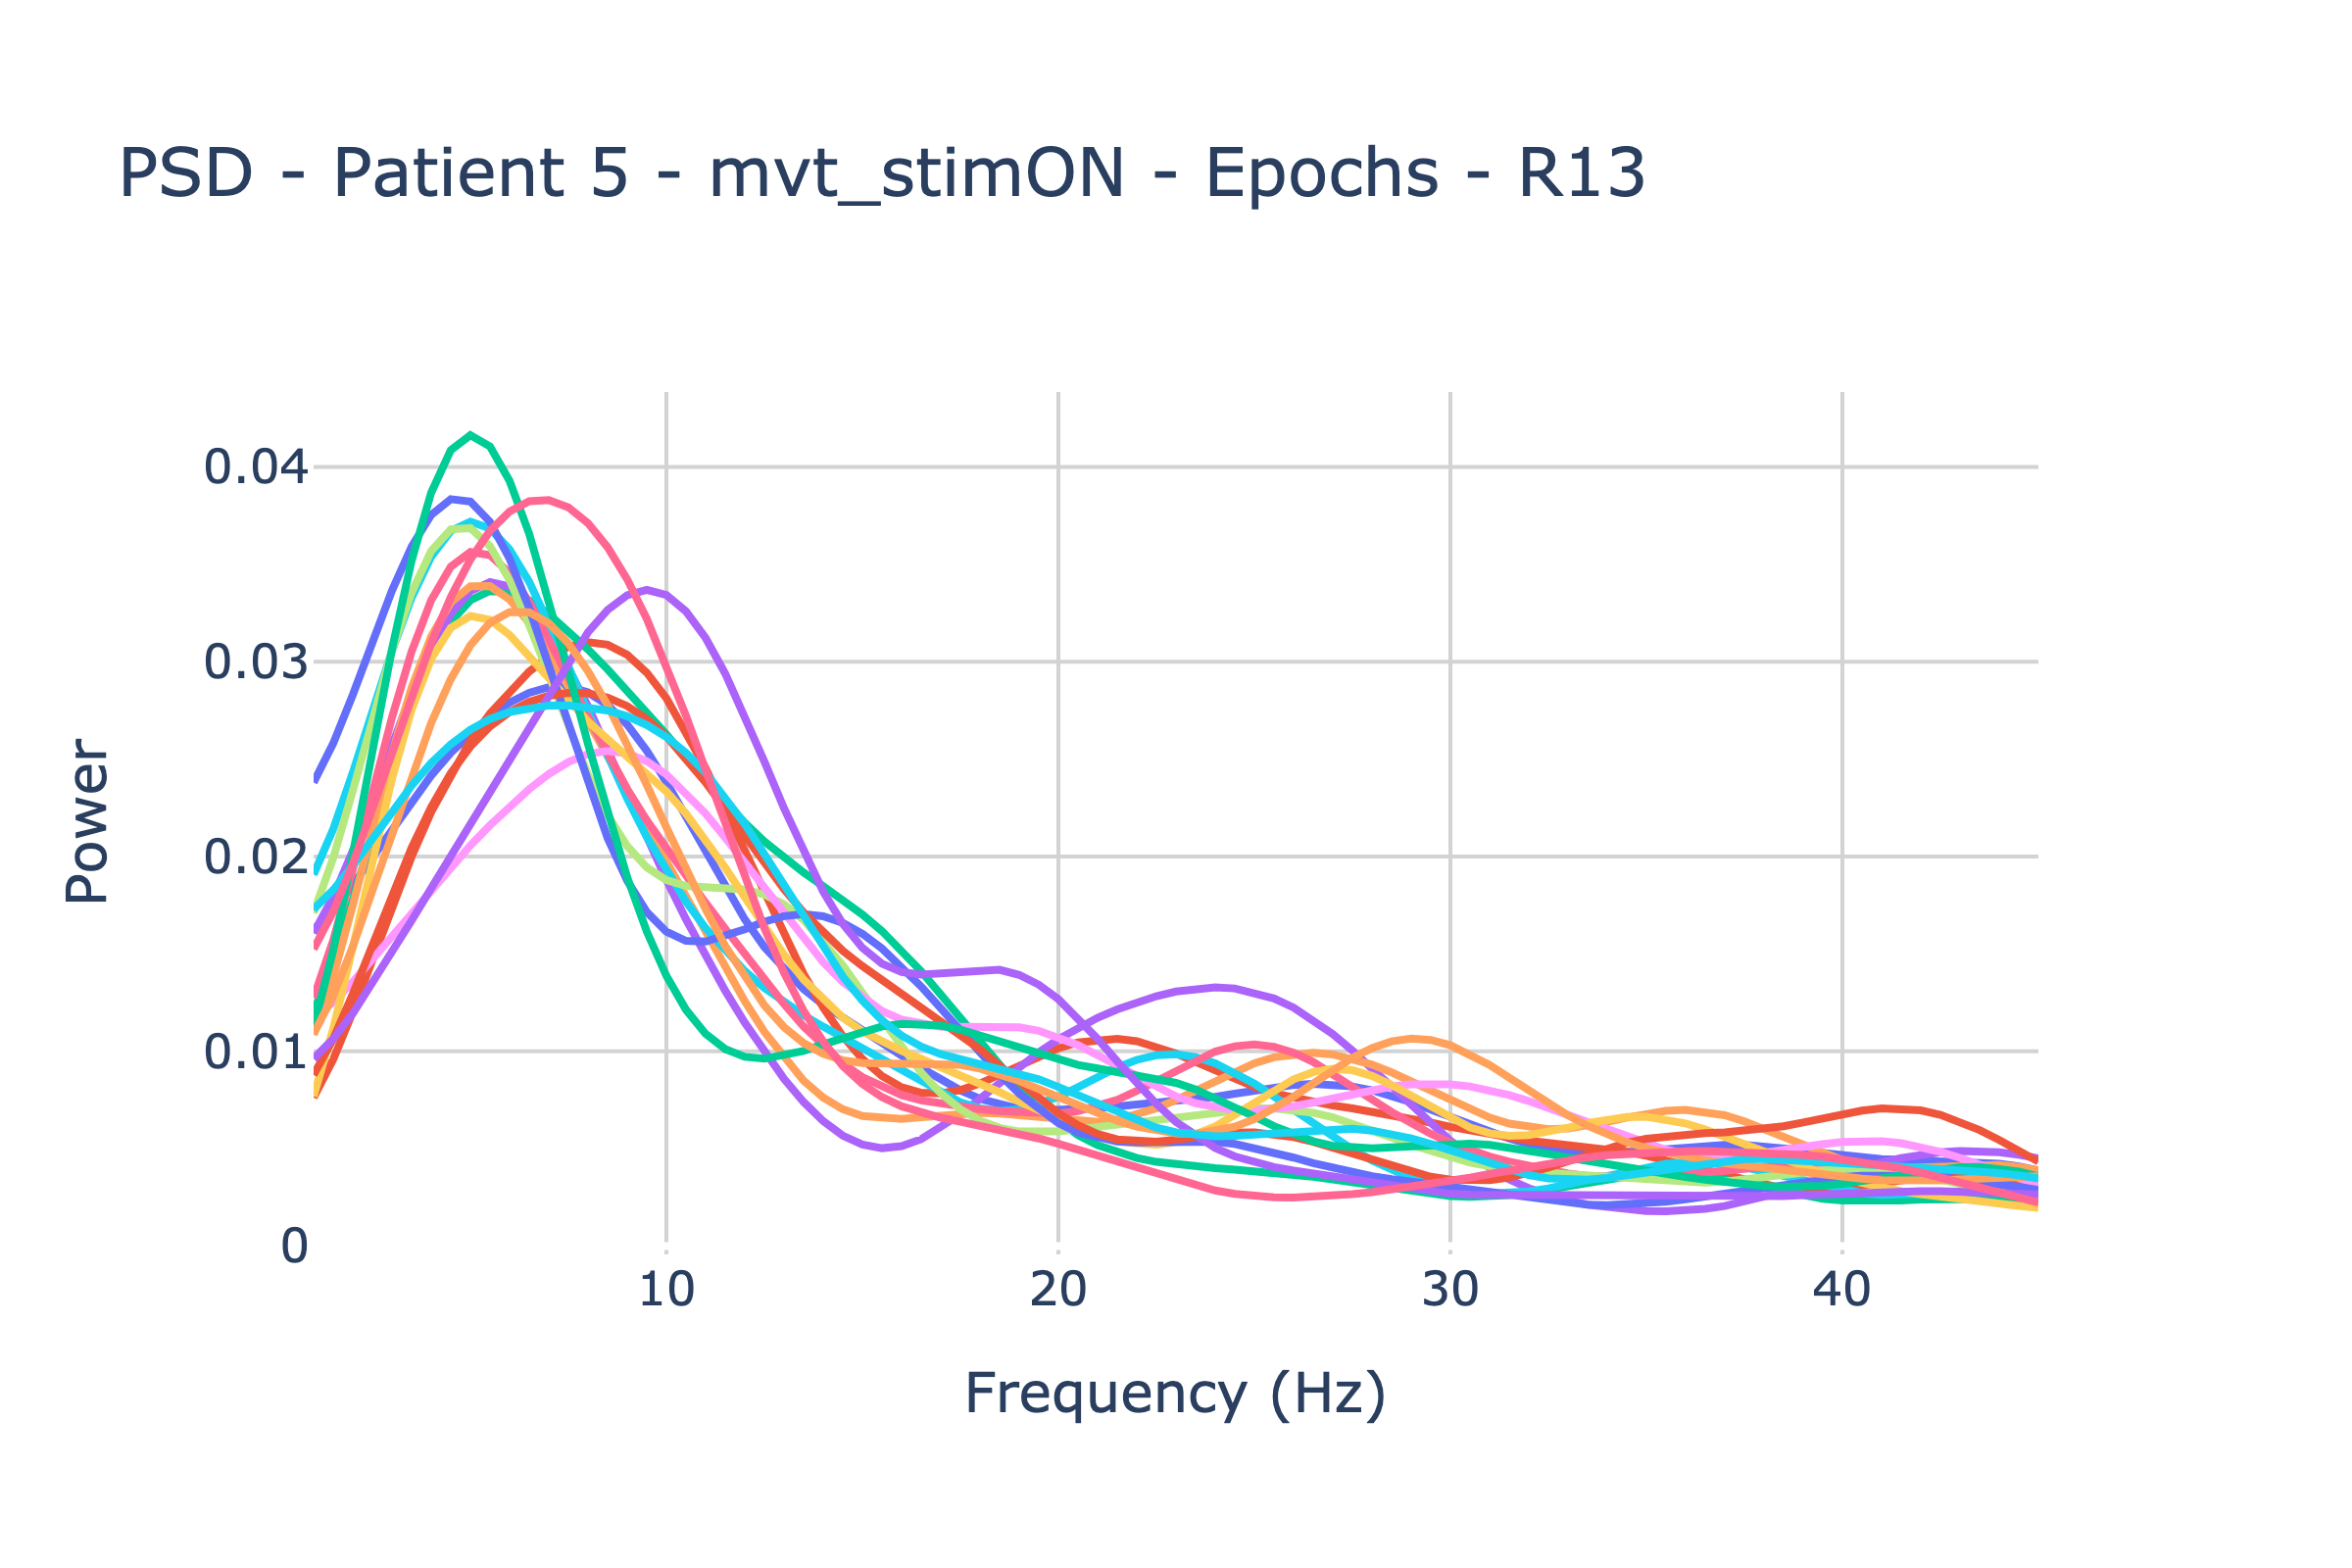 PSD - Patient 5 - mvt_stimON - Epochs - R13
0.04
0.03
0.02
0.01
0
Power
10 20 30 40
Frequency (Hz)